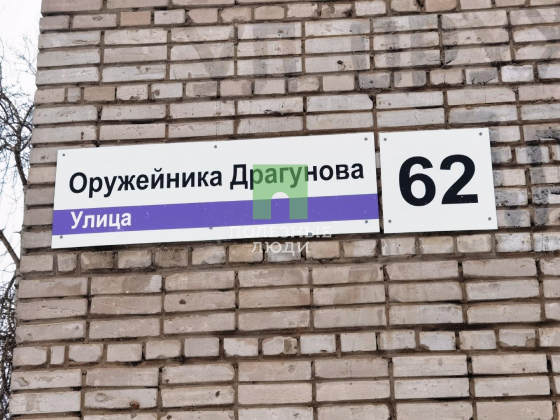 Оружейника Драгунова
Улица
62
ПОЛЕЗНЫЕ
ЛЮДИ